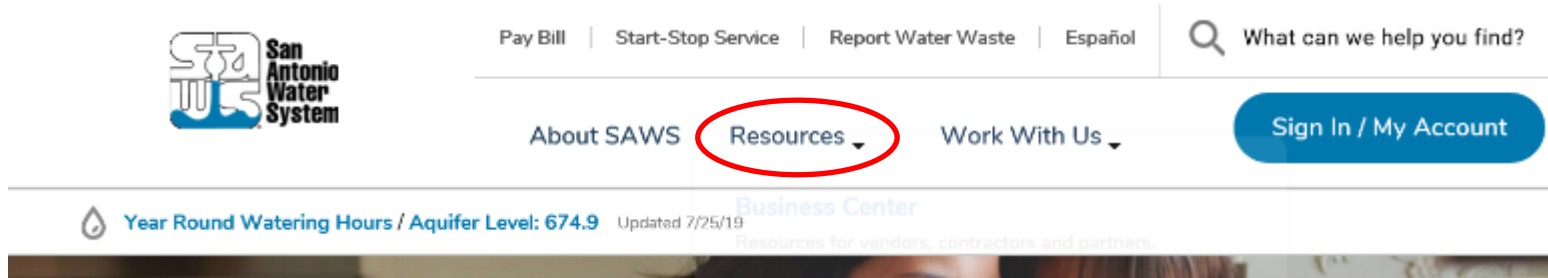 SAWS
San
Antonio
Water
System
Pay Bill | Start-Stop Service | Report Water Waste | Español
What can we help you find?
About SAWS
Resources
Work With Us
Sign In / My Account
Year Round Watering Hours / Aquifer Level: 674.9 Updated 7/25/19
Business Center
Resources for vendors, contractors and partners.